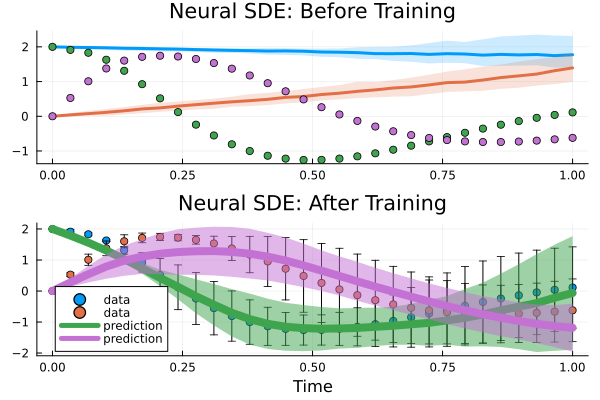 Neural SDE: Before Training
2
1
0
−1
0.00
0.25
0.50
0.75
1.00
Neural SDE: After Training
2
1
0
−1
−2
data
data
prediction
prediction
0.00
0.25
0.50
0.75
1.00
Time